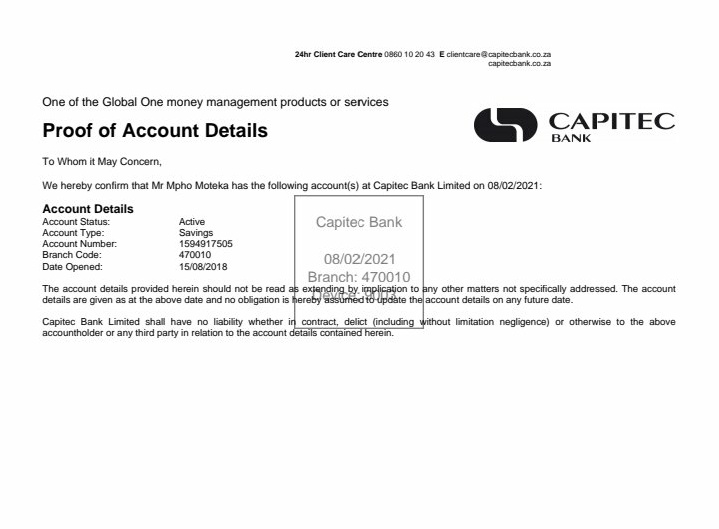 24hr Client Care Centre 0860 10 20 43 E clientcare@capitecbank.co.za
capitecbank.co.za
One of the Global One money management products or services
CAPITEC
BANK
Proof of Account Details
To Whom it May Concern,
We hereby confirm that Mr Mpho Moteka has the following account(s) at Capitec Bank Limited on 08/02/2021:
Account Details
Account Status: Active
Account Type: Savings
Account Number: 1594917505
Branch Code: 470010
Date Opened: 15/08/2018
Capitec Bank
08/02/2021
Branch: 470010
Device: 9003
The account details provided herein should not be read as extending by implication to any other matters not specifically addressed. The account
details are given as at the above date and no obligation is hereby assumed to update the account details on any future date.
Capitec Bank Limited shall have no liability whether in contract, delict (including without limitation negligence) or otherwise to the above
accountholder or any third party in relation to the account details contained herein.